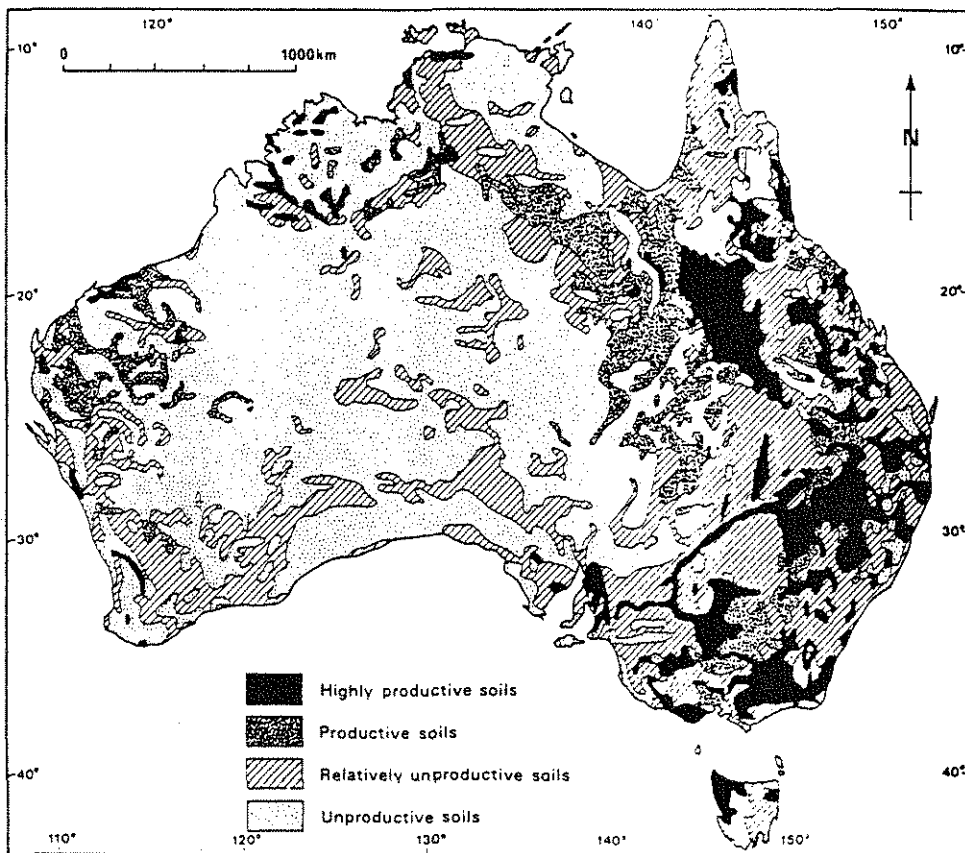 120° 140° 150°
10° 10°
0 1000km
N
20° 20°
30° 30°
Highly productive soils
Productive soils
Relatively unproductive soils
Unproductive soils
40° 40°
110° 120° 130° 140° 150°